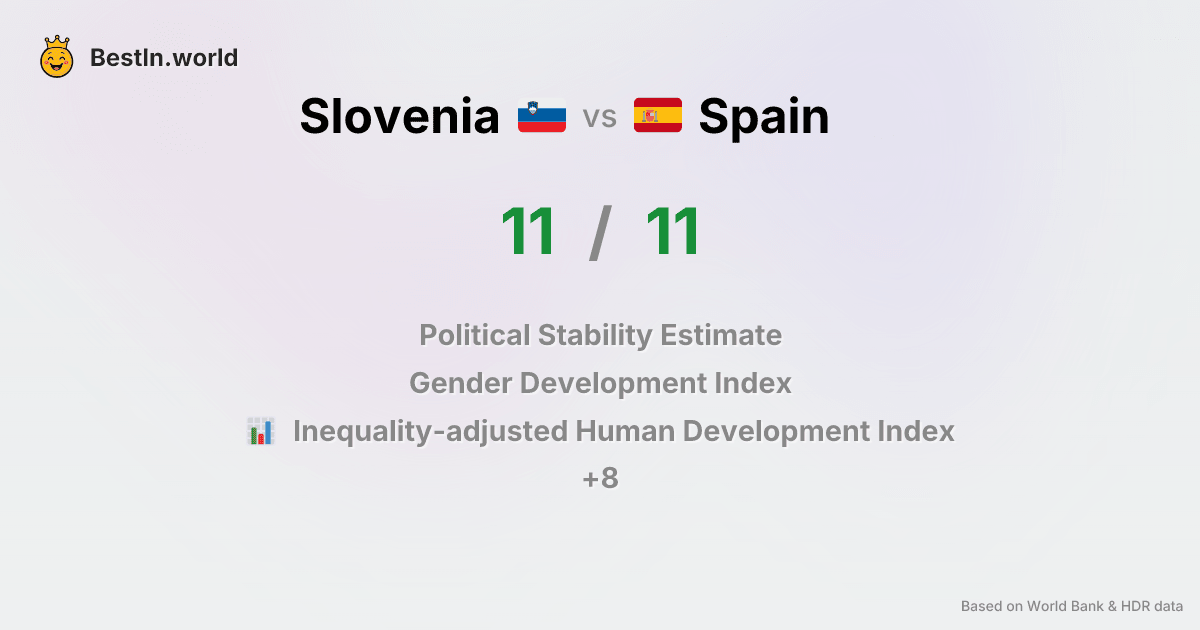 BestIn.world
Slovenia vs Spain
11 / 11
Political Stability Estimate
Gender Development Index
Inequality-adjusted Human Development Index
+8
Based on World Bank & HDR data